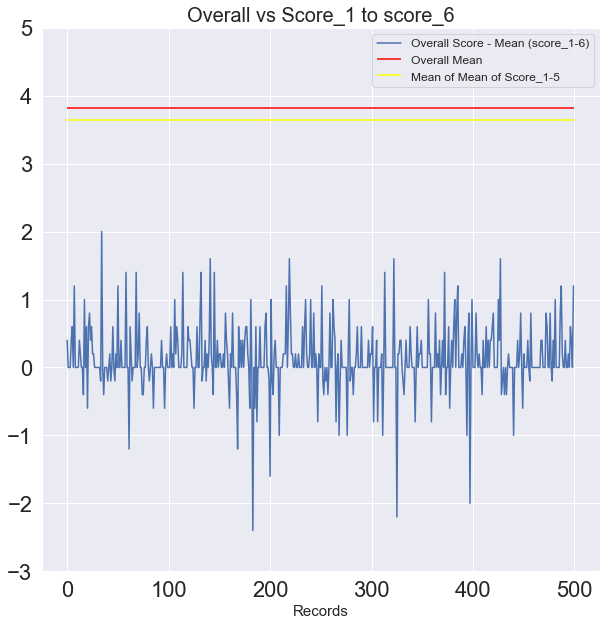 Overall vs Score_1 to score_6
Overall Score - Mean (score_1-6)
Overall Mean
Mean of Mean of Score_1-5
5
4
3
2
1
0
−1
−2
−3
0 100 200 300 400 500
Records